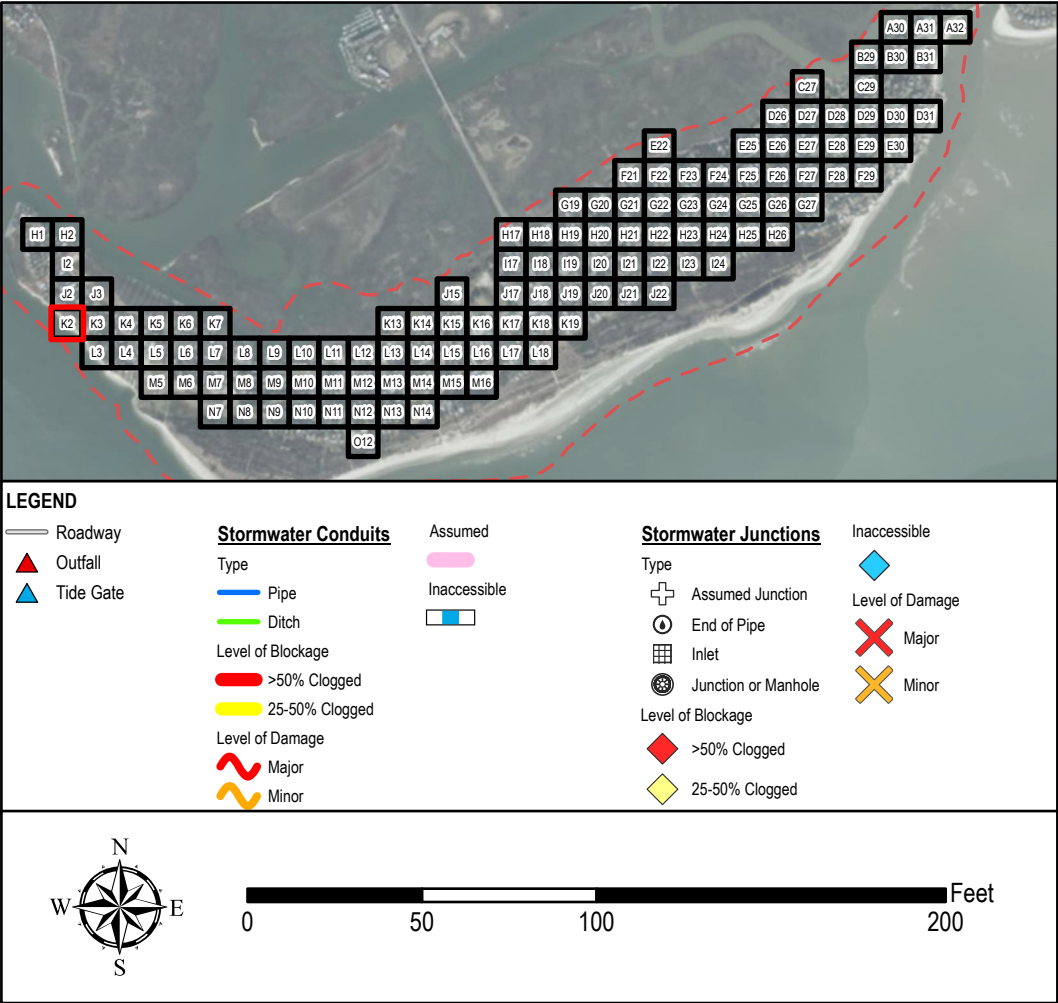 A30 A31 A32
B29 B30 B31
C27 C29
D26 D27 D28 D29 D30 D31
E22 E25 E26 E27 E28 E29 E30
F21 F22 F23 F24 F25 F26 F27 F28 F29
G19 G20 G21 G22 G23 G24 G25 G26 G27
H1 H2 H17 H18 H19 H20 H21 H22 H23 H24 H25 H26
I2 I17 I18 I19 I20 I21 I22 I23 I24
J2 J3 J15 J17 J18 J19 J20 J21 J22
K2 K3 K4 K5 K6 K7 K13 K14 K15 K16 K17 K18 K19
L3 L4 L5 L6 L7 L8 L9 L10 L11 L12 L13 L14 L15 L16 L17 L18
M5 M6 M7 M8 M9 M10 M11 M12 M13 M14 M15 M16
N7 N8 N9 N10 N11 N12 N13 N14
O12
LEGEND
Roadway
Outfall
Tide Gate
Stormwater Conduits
Type
Pipe
Ditch
Level of Blockage
>50% Clogged
25-50% Clogged
Level of Damage
Major
Minor
Assumed
Inaccessible
Stormwater Junctions
Type
Assumed Junction
End of Pipe
Inlet
Junction or Manhole
Level of Blockage
>50% Clogged
25-50% Clogged
Inaccessible
Level of Damage
Major
Minor
N
W E
S
Feet
0 50 100 200